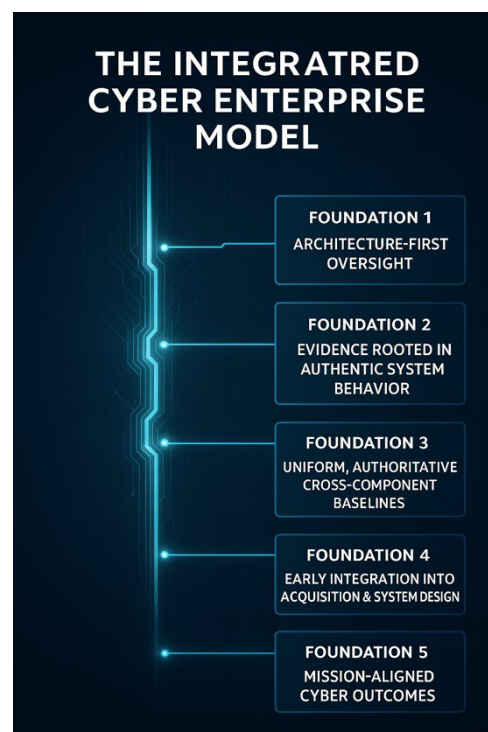 THE INTEGRATRED
CYBER ENTERPRISE
MODEL
FOUNDATION 1
ARCHITECTURE-FIRST
OVERSIGHT
FOUNDATION 2
EVIDENCE ROOTED IN
AUTHENTIC SYSTEM
BEHAVIOR
FOUNDATION 3
UNIFORM, AUTHORITATIVE
CROSS-COMPONENT
BASELINES
FOUNDATION 4
EARLY INTEGRATION INTO
ACQUISITION & SYSTEM DESIGN
FOUNDATION 5
MISSION-ALIGNED
CYBER OUTCOMES